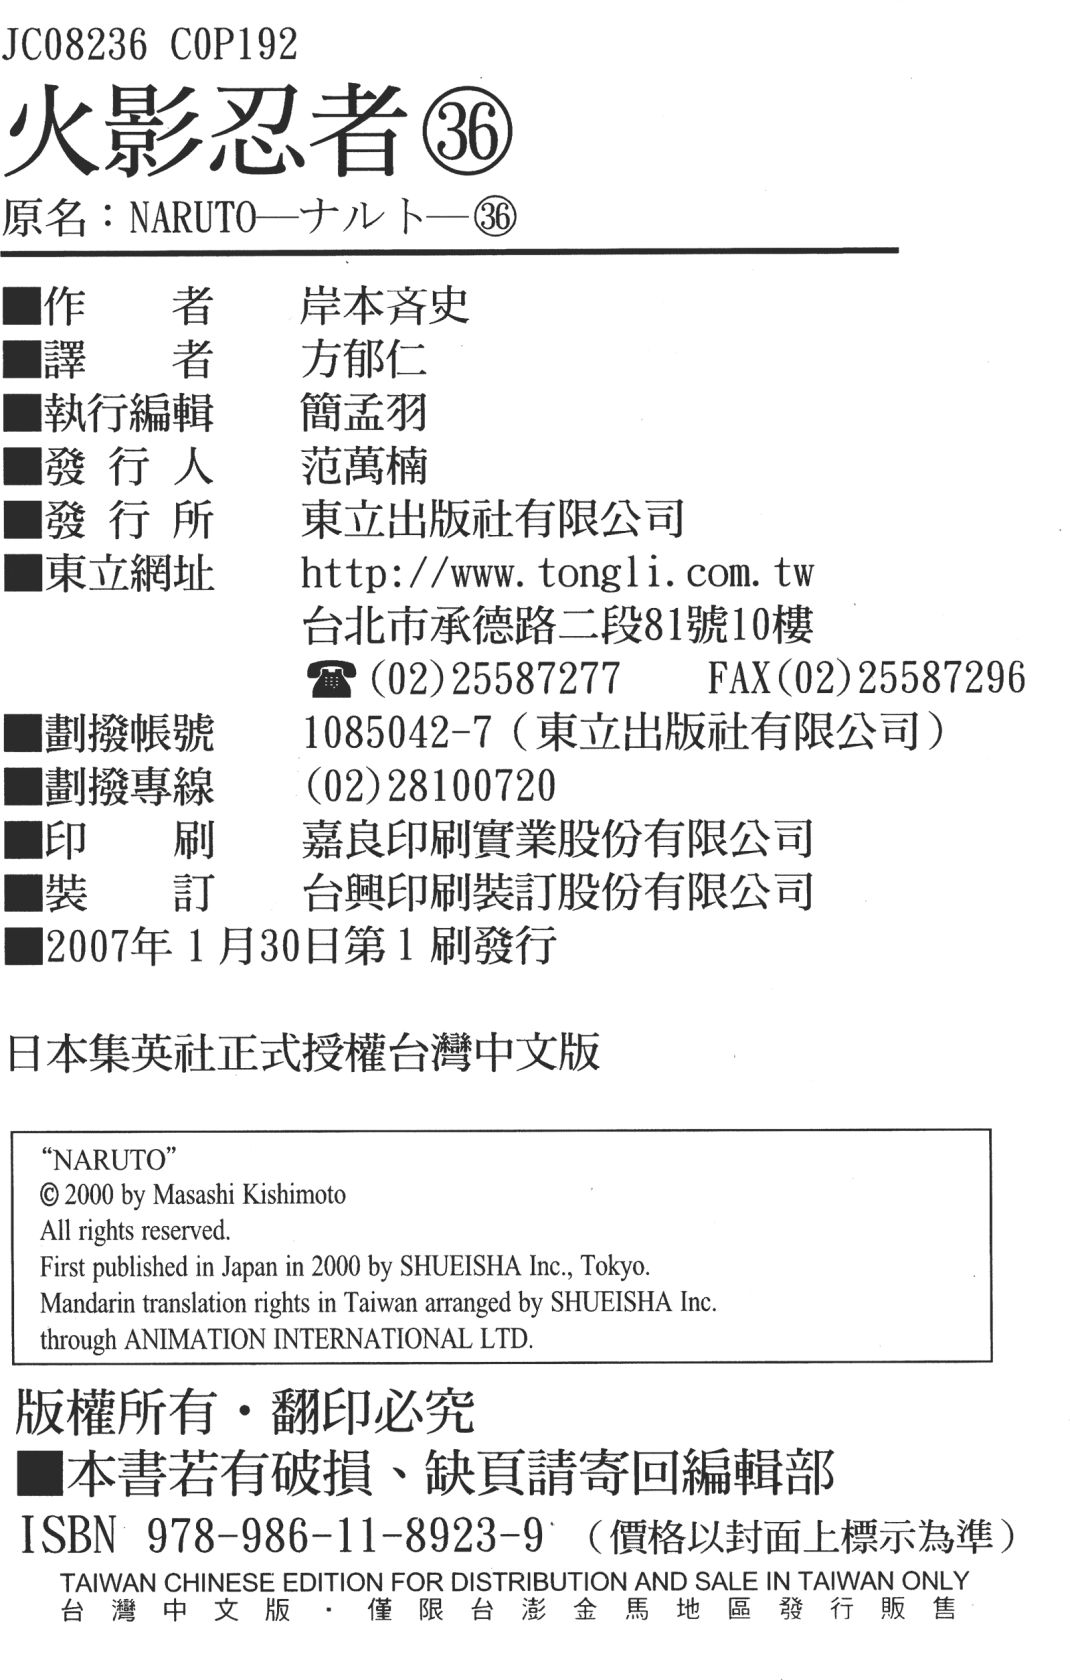 JC08236 C0P192
火影忍者㊱
原名：NARUTO—ナルト—㊱
■作者 岸本斉史
■譯者 方郁仁
■執行編輯 簡孟羽
■發行人 范萬楠
■發行所 東立出版社有限公司
■東立網址 http://www.tongli.com.tw
台北市承德路二段81號10樓
☎(02)25587277 FAX(02)25587296
■劃撥帳號 1085042-7（東立出版社有限公司）
■劃撥專線 (02)28100720
■印刷 嘉良印刷實業股份有限公司
■裝訂 台興印刷裝訂股份有限公司
■2007年1月30日第1刷發行
日本集英社正式授權台灣中文版
“NARUTO”
© 2000 by Masashi Kishimoto
All rights reserved.
First published in Japan in 2000 by SHUEISHA Inc., Tokyo.
Mandarin translation rights in Taiwan arranged by SHUEISHA Inc.
through ANIMATION INTERNATIONAL LTD.
版權所有・翻印必究
■本書若有破損、缺頁請寄回編輯部
ISBN 978-986-11-8923-9（價格以封面上標示為準）
TAIWAN CHINESE EDITION FOR DISTRIBUTION AND SALE IN TAIWAN ONLY
台灣中文版・僅限台澎金馬地區發行販售